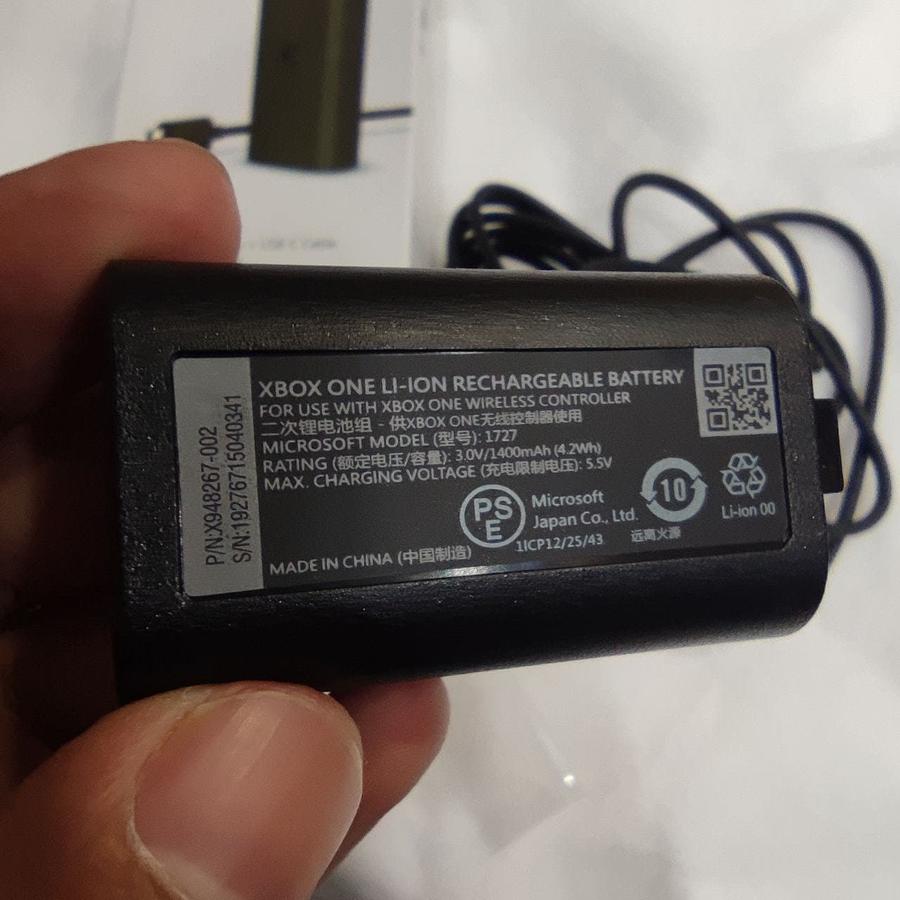 XBOX ONE LI-ION RECHARGEABLE BATTERY
FOR USE WITH XBOX ONE WIRELESS CONTROLLER
二次锂电池组 - 供XBOX ONE无线控制器使用
MICROSOFT MODEL (型号): 1727
RATING (额定电压/容量): 3.0V/1400mAh (4.2Wh)
MAX. CHARGING VOLTAGE (充电限制电压): 5.5V
PS
E
Microsoft
Japan Co., Ltd.
1ICP12/25/43
10
远离火源
Li-ion 00
MADE IN CHINA (中国制造)
P/N:X948267-002
S/N:19276715040341